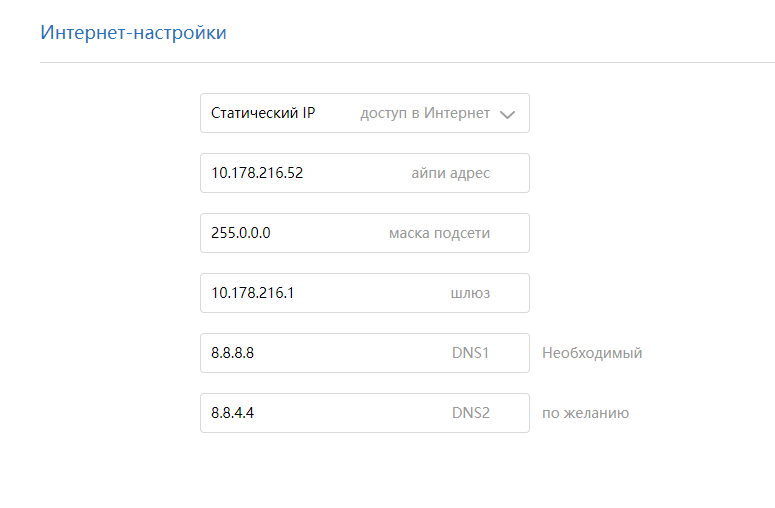 Интернет-настройки
Статический IP доступ в Интернет
10.178.216.52 айпи адрес
255.0.0.0 маска подсети
10.178.216.1 шлюз
8.8.8.8 DNS1 Необходимый
8.8.4.4 DNS2 по желанию